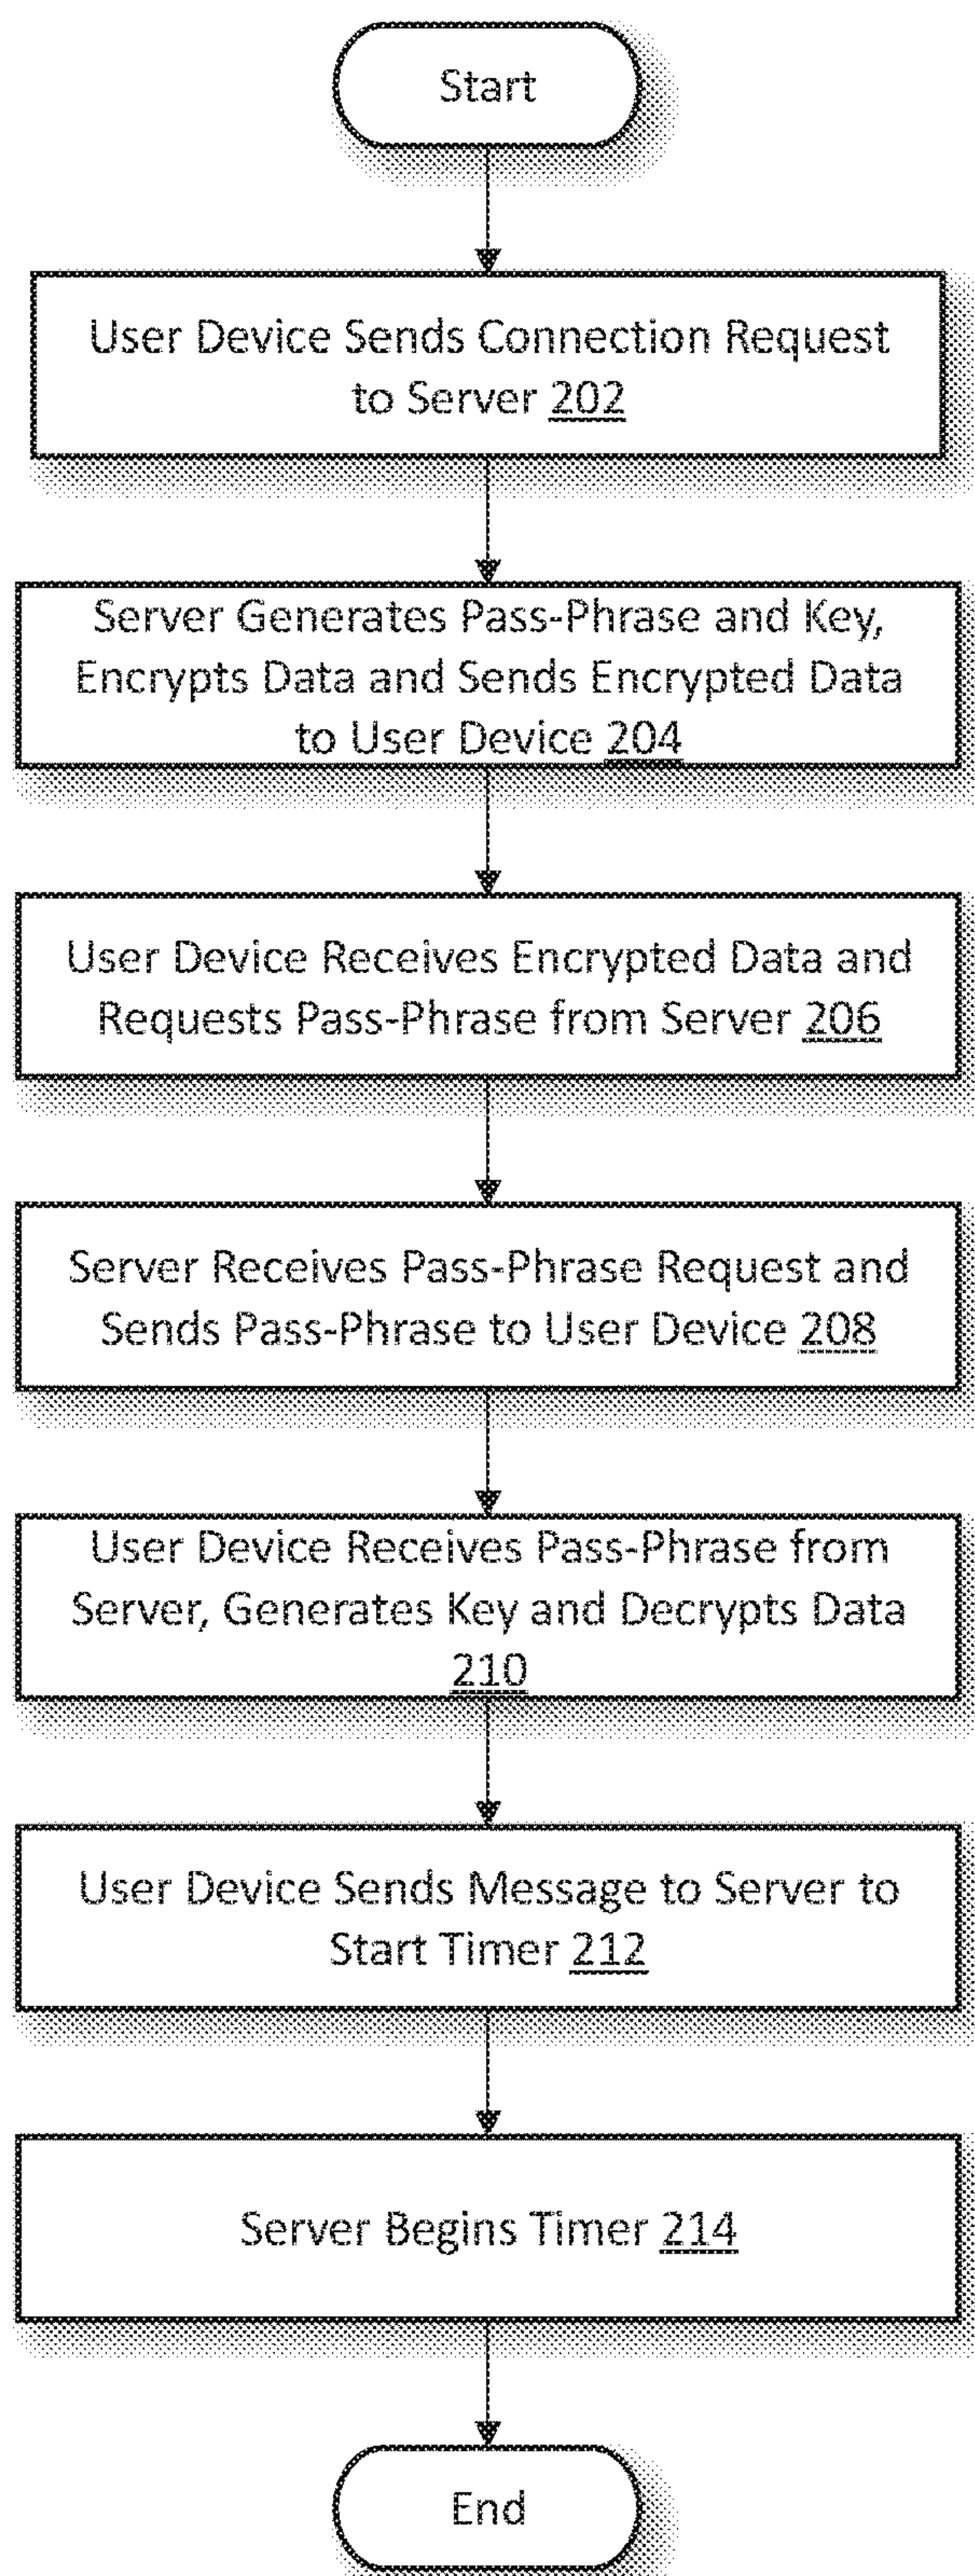 Start
User Device Sends Connection Request
to Server 202
Server Generates Pass-Phrase and Key,
Encrypts Data and Sends Encrypted Data
to User Device 204
User Device Receives Encrypted Data and
Requests Pass-Phrase from Server 206
Server Receives Pass-Phrase Request and
Sends Pass-Phrase to User Device 208
User Device Receives Pass-Phrase from
Server, Generates Key and Decrypts Data
210
User Device Sends Message to Server to
Start Timer 212
Server Begins Timer 214
End